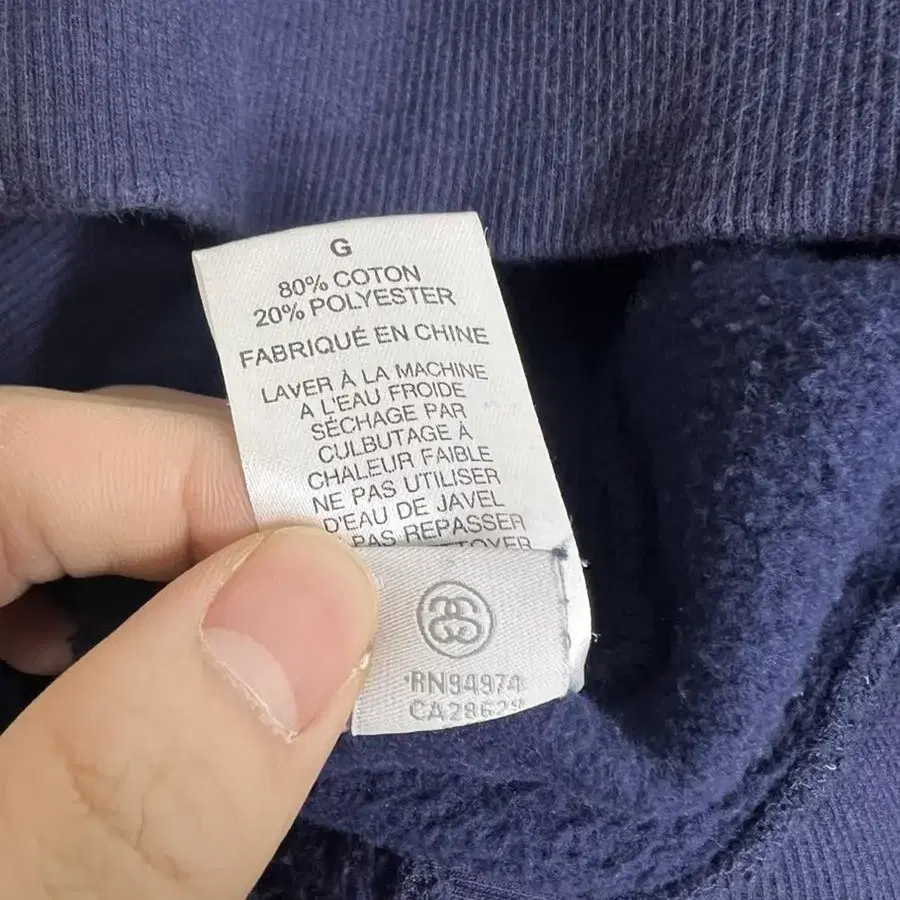 G
80% COTON
20% POLYESTER
FABRIQUÉ EN CHINE
LAVER À LA MACHINE
A L'EAU FROIDE
SÉCHAGE PAR
CULBUTAGE À
CHALEUR FAIBLE
NE PAS UTILISER
D'EAU DE JAVEL
PAS REPASSER
RN94974